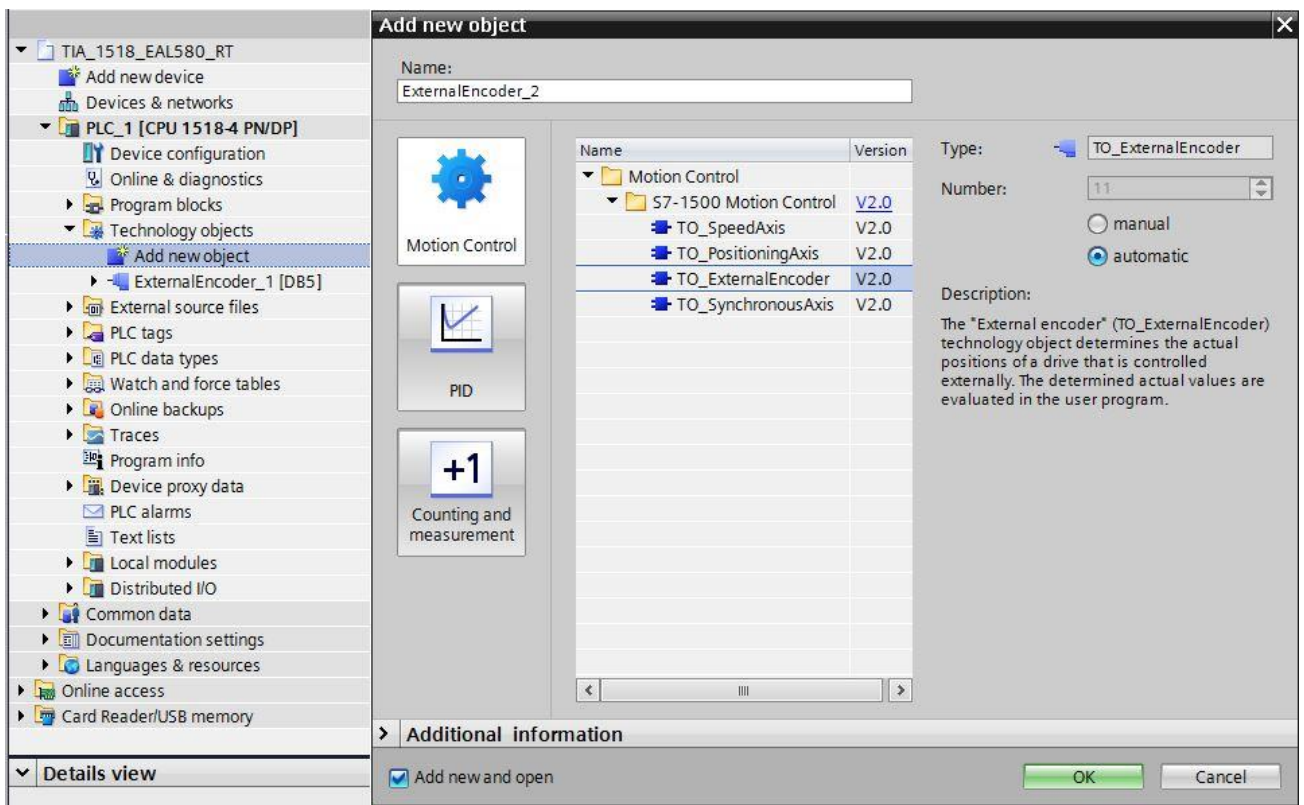 TIA_1518_EAL580_RT
Add new device
Devices & networks
PLC_1 [CPU 1518-4 PN/DP]
Device configuration
Online & diagnostics
Program blocks
Technology objects
Add new object
ExternalEncoder_1 [DB5]
External source files
PLC tags
PLC data types
Watch and force tables
Online backups
Traces
Program info
Device proxy data
PLC alarms
Text lists
Local modules
Distributed I/O
Common data
Documentation settings
Languages & resources
Online access
Card Reader/USB memory
Details view
Add new object
Name:
ExternalEncoder_2
Motion Control
PID
+1
Counting and
measurement
Name Version
Motion Control
S7-1500 Motion Control V2.0
TO_SpeedAxis V2.0
TO_PositioningAxis V2.0
TO_ExternalEncoder V2.0
TO_SynchronousAxis V2.0
Type: TO_ExternalEncoder
Number: 11
manual
automatic
Description:
The "External encoder" (TO_ExternalEncoder)
technology object determines the actual
positions of a drive that is controlled
externally. The determined actual values are
evaluated in the user program.
Additional information
Add new and open
OK Cancel